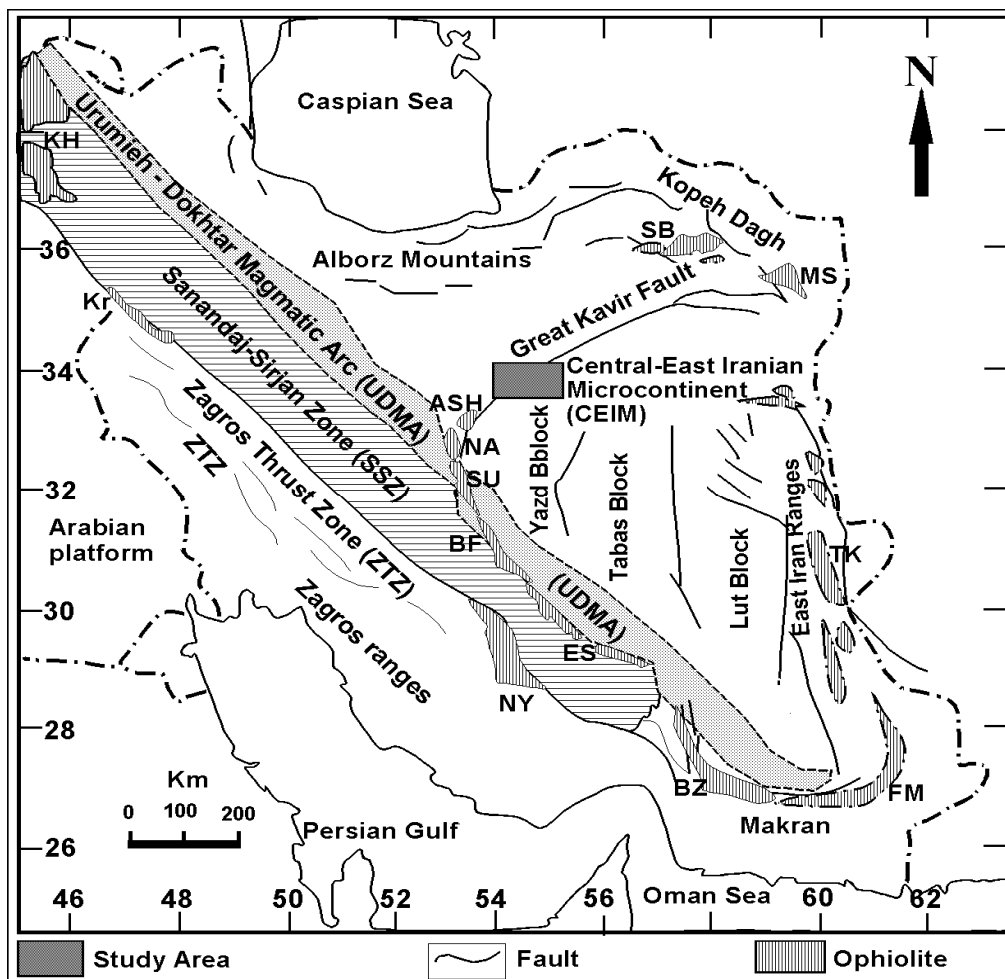 Caspian Sea
N
Urumieh - Dokhtar Magmatic Arc (UDMA)
KH
Kopeh Dagh
SB
36
Alborz Mountains
MS
Sanandaj-Sirjan Zone (SSZ)
Great Kavir Fault
Kr
34
Central-East Iranian
Microcontinent
(CEIM)
ASH
Zagros Thrust Zone (ZTZ)
ZTZ
NA
Yazd Bblock
SU
32
Tabas Block
Arabian
platform
BF
Lut Block
East Iran Ranges
TK
30
(UDMA)
Zagros ranges
ES
NY
28
Km
0 100 200
BZ
FM
Makran
Persian Gulf
26
Oman Sea
46 48 50 52 54 56 58 60 62
Study Area
Fault
Ophiolite